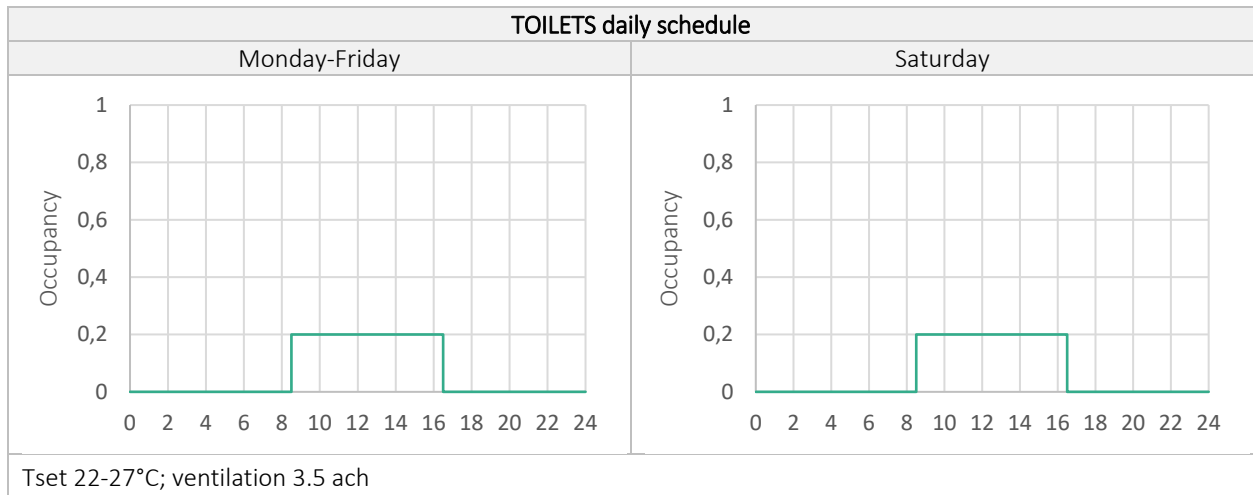 TOILETS daily schedule
Monday-Friday
Saturday
1
0,8
0,6
0,4
0,2
0
Occupancy
0 2 4 6 8 10 12 14 16 18 20 22 24
1
0,8
0,6
0,4
0,2
0
Occupancy
0 2 4 6 8 10 12 14 16 18 20 22 24
Tset 22-27°C; ventilation 3.5 ach